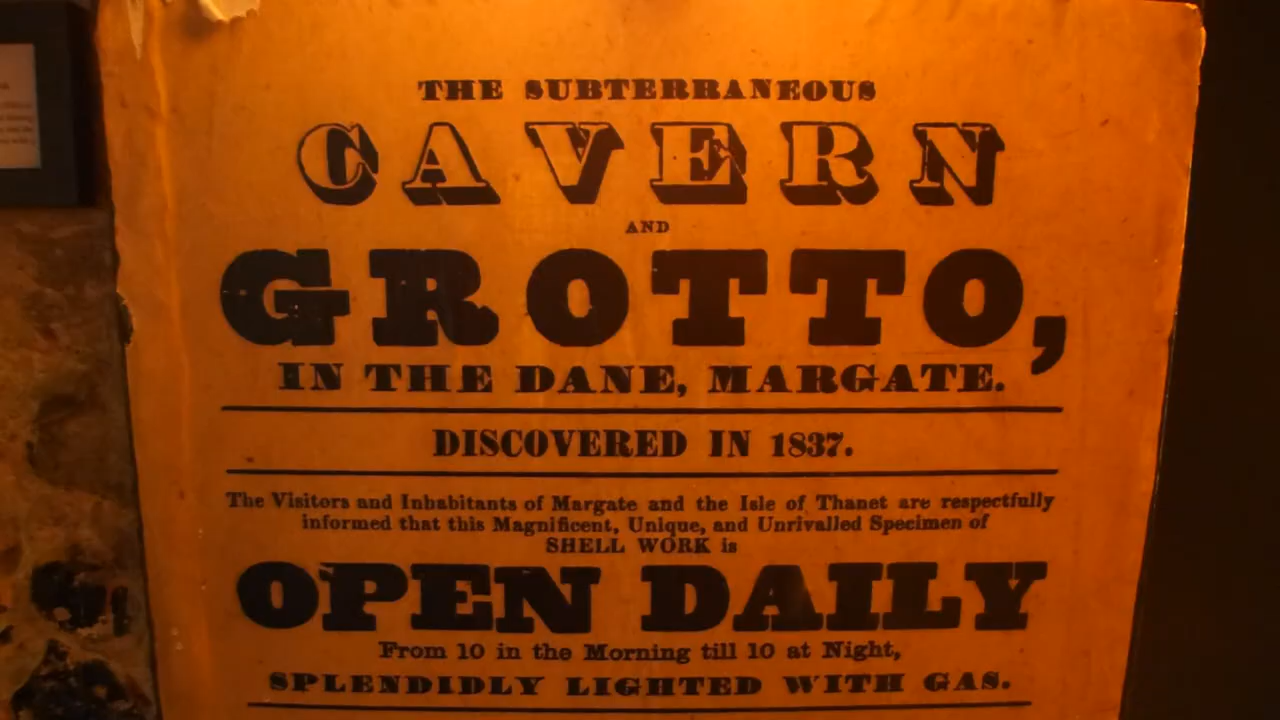 THE SUBTERRANEOUS
CAVERN
AND
GROTTO,
IN THE DANE, MARGATE.
DISCOVERED IN 1837.
The Visitors and Inhabitants of Margate and the Isle of Thanet are respectfully
informed that this Magnificent, Unique, and Unrivalled Specimen of
SHELL WORK is
OPEN DAILY
From 10 in the Morning till 10 at Night,
SPLENDIDLY LIGHTED WITH GAS.